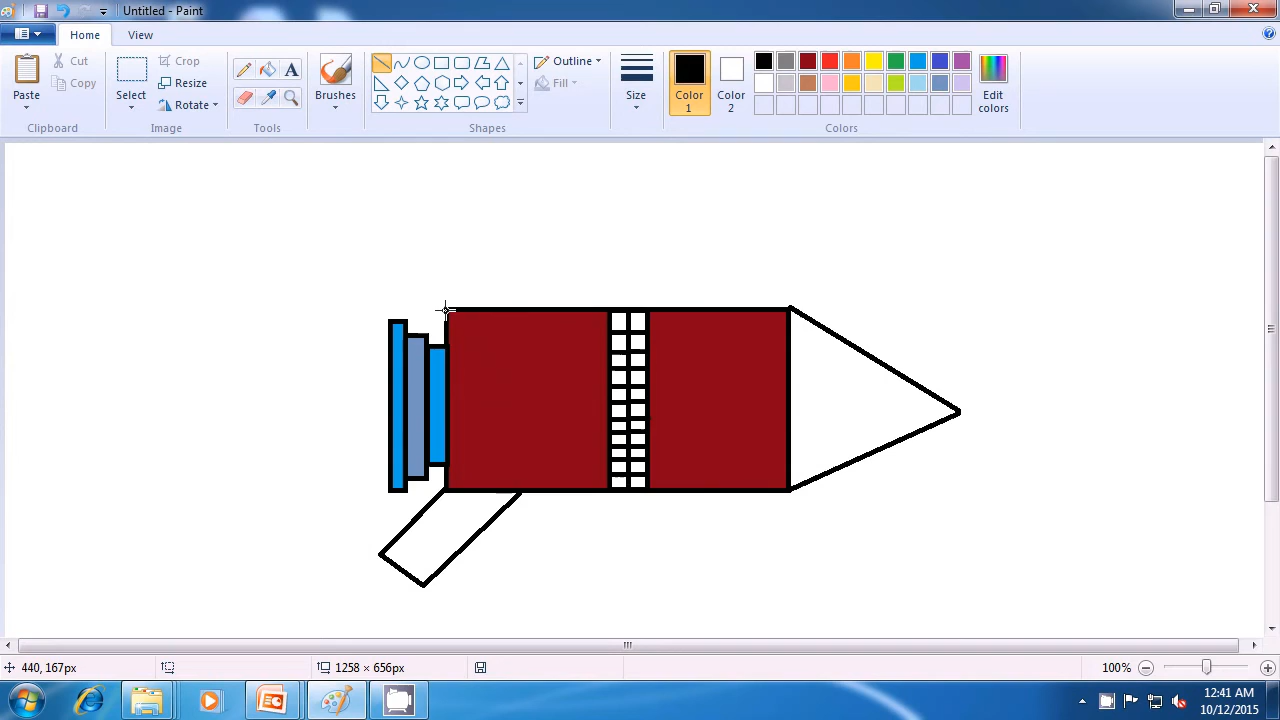 Untitled - Paint
Home View
Paste
Cut
Copy
Clipboard
Select
Crop
Resize
Rotate
Image
A
Tools
Brushes
Shapes
Outline
Fill
Size
Color 1
Color 2
Edit colors
Colors
440, 167px
1258 × 656px
100%
12:41 AM
10/12/2015